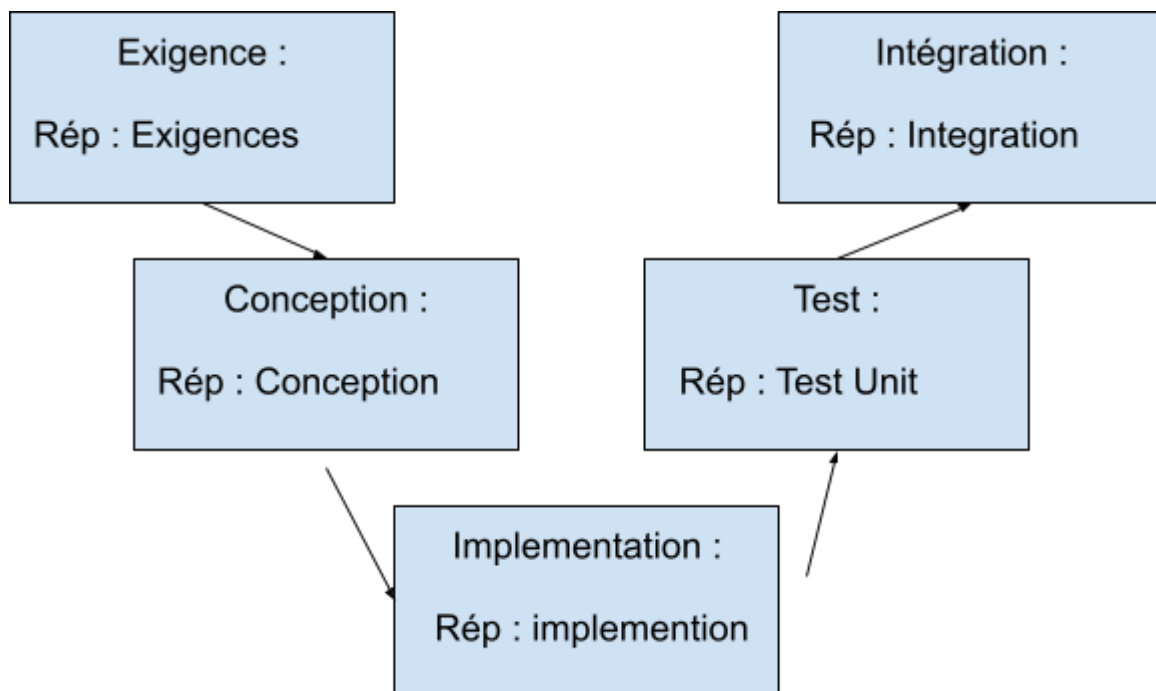 Exigence :
Rép : Exigences
Conception :
Rép : Conception
Implementation :
Rép : implemention
Test :
Rép : Test Unit
Intégration :
Rép : Integration